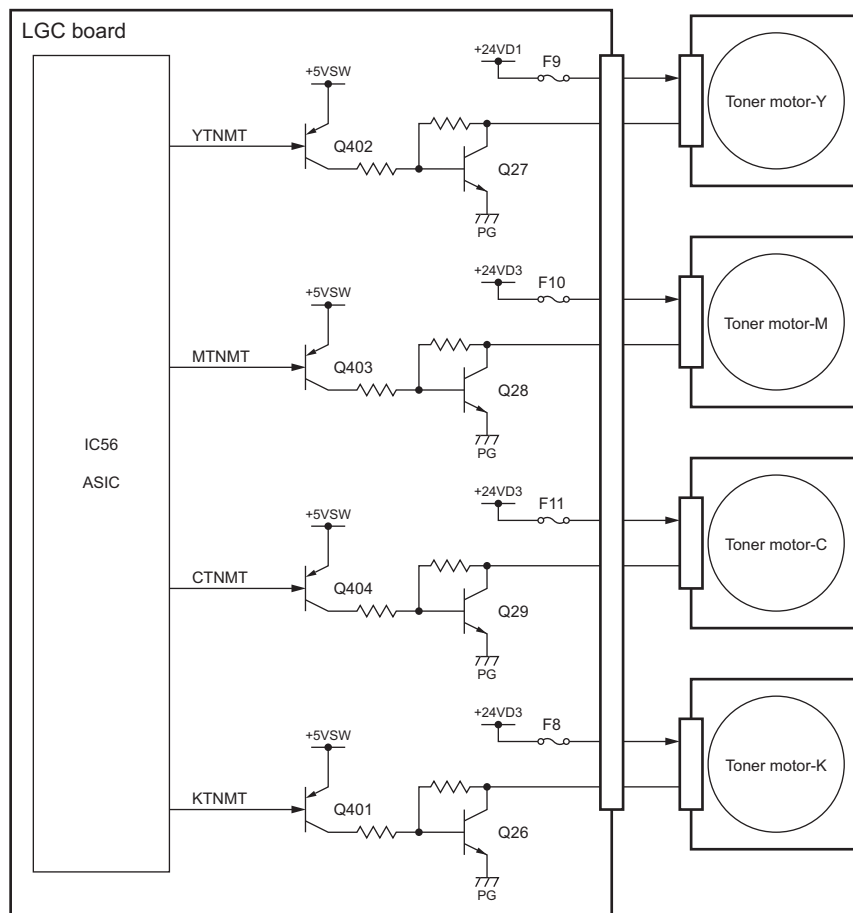 LGC board
+24VD1
F9
+5VSW
Toner motor-Y
YTNMT
Q402
Q27
PG
+24VD3
F10
+5VSW
Toner motor-M
MTNMT
Q403
Q28
PG
IC56
ASIC
+24VD3
F11
+5VSW
Toner motor-C
CTNMT
Q404
Q29
PG
+24VD3
F8
+5VSW
Toner motor-K
KTNMT
Q401
Q26
PG